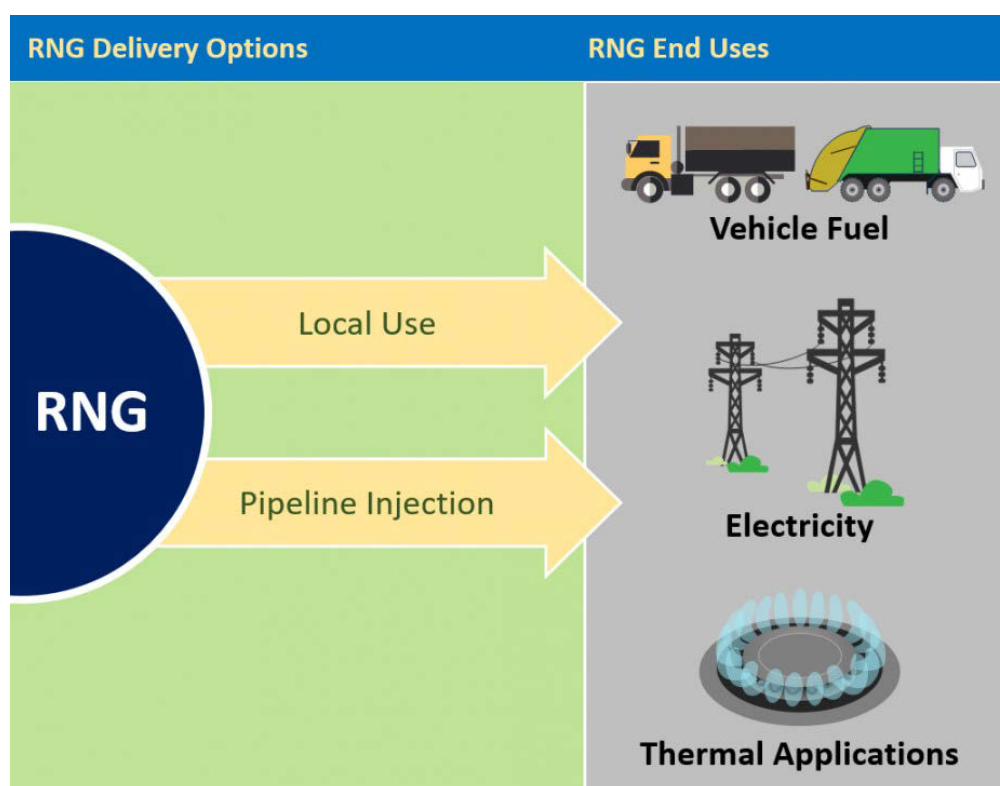 RNG Delivery Options
RNG End Uses
Vehicle Fuel
Local Use
RNG
Pipeline Injection
Electricity
Thermal Applications